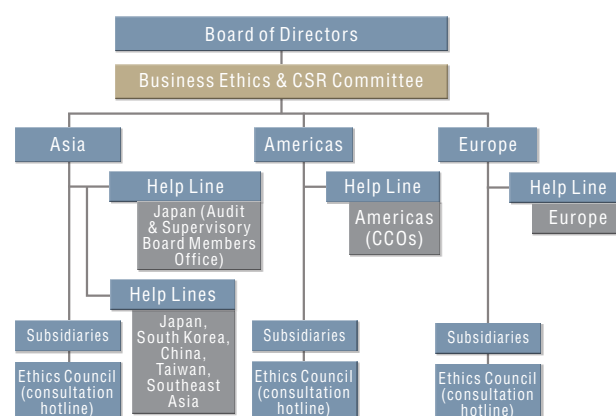 Board of Directors
Business Ethics & CSR Committee
Asia
Americas
Europe
Help Line
Japan (Audit
& Supervisory
Board Members
Office)
Help Line
Americas
(CCOs)
Help Line
Europe
Help Lines
Japan,
South Korea,
China,
Taiwan,
Southeast
Asia
Subsidiaries
Ethics Council
(consultation
hotline)
Subsidiaries
Ethics Council
(consultation
hotline)
Subsidiaries
Ethics Council
(consultation
hotline)